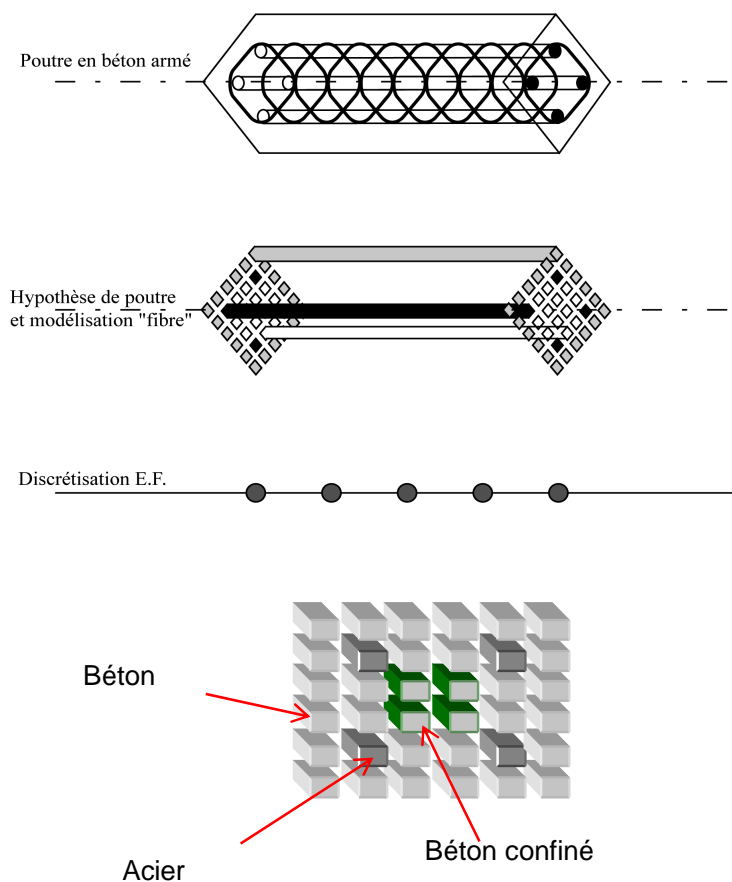 Poutre en béton armé
Hypothèse de poutre
et modélisation "fibre"
Discrétisation E.F.
Béton
Béton confiné
Acier